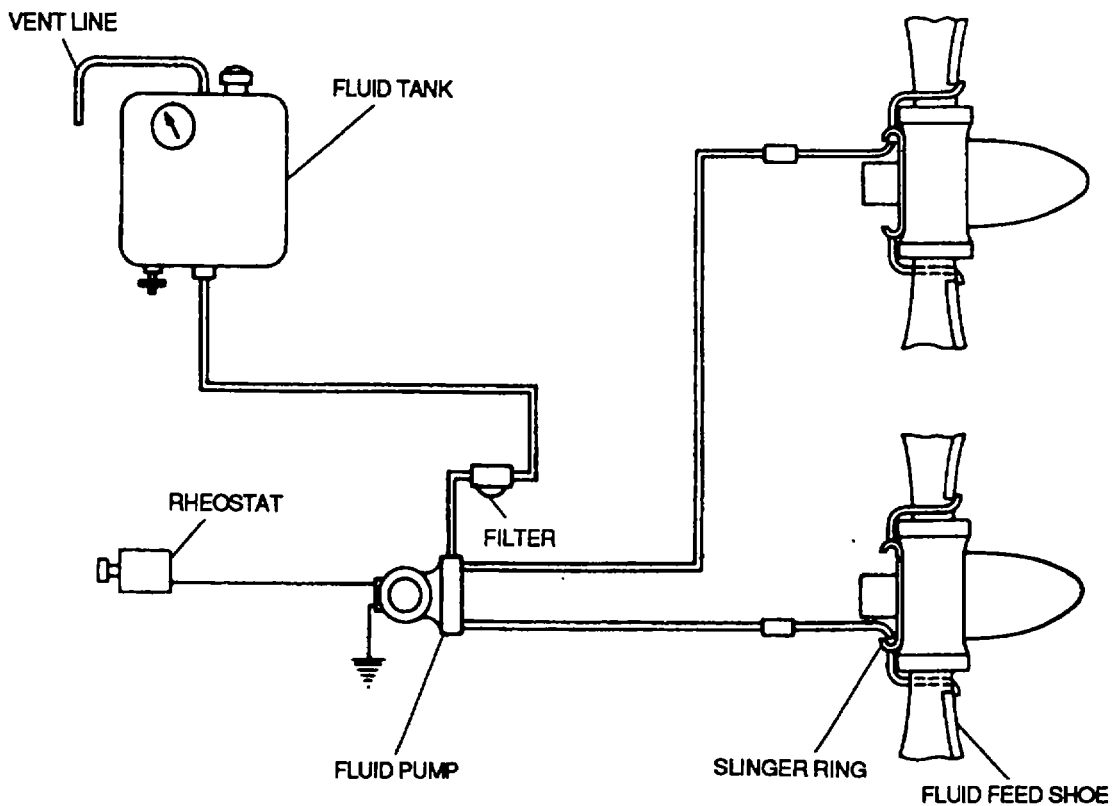 VENT LINE
FLUID TANK
RHEOSTAT
FILTER
FLUID PUMP
SLINGER RING
FLUID FEED SHOE